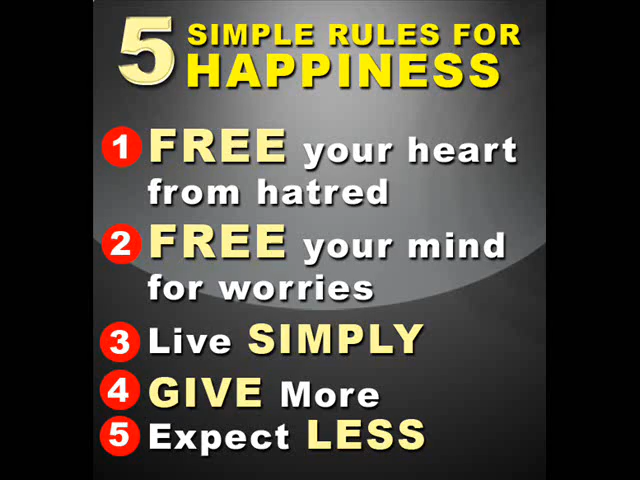 5 SIMPLE RULES FOR
HAPPINESS
1 FREE your heart
from hatred
2 FREE your mind
for worries
3 Live SIMPLY
4 GIVE More
5 Expect LESS